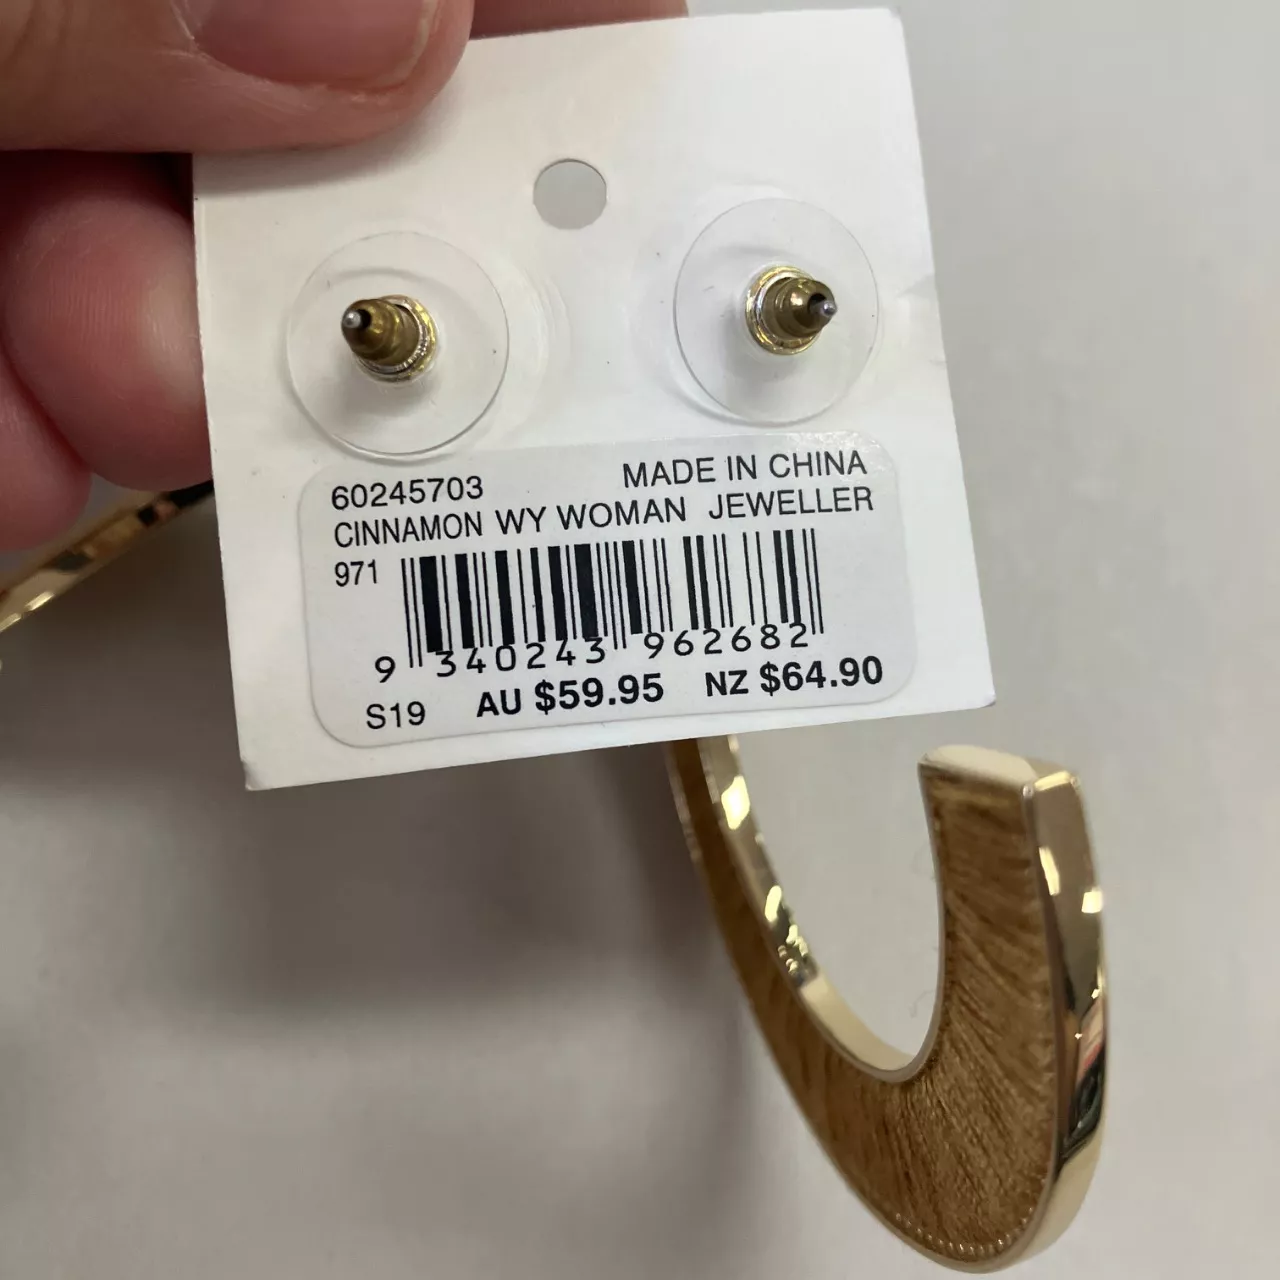 60245703 MADE IN CHINA
CINNAMON WY WOMAN JEWELLER
971
9 340243 962682
S19 AU $59.95 NZ $64.90